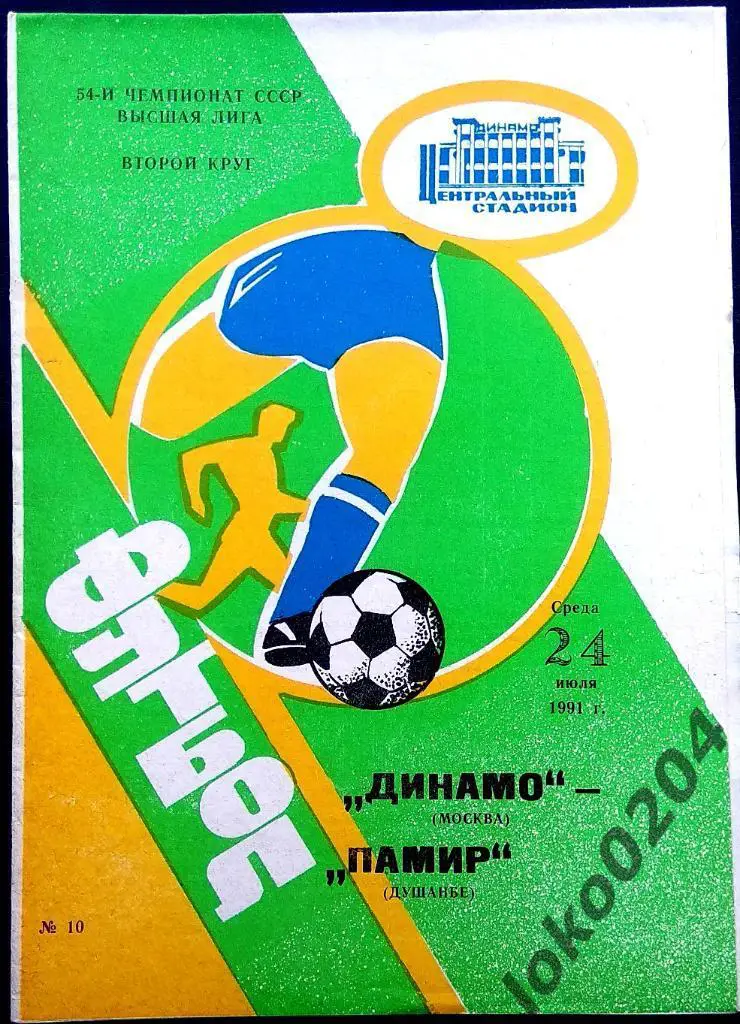 54-Й ЧЕМПИОНАТ СССР
ВЫСШАЯ ЛИГА
ВТОРОЙ КРУГ
ДИНАМО
ЦЕНТРАЛЬНЫЙ
СТАДИОН
ФУТБОЛ
Среда
24
июля
1991 г.
„ДИНАМО“ –
(МОСКВА)
„ПАМИР“
(ДУШАНБЕ)
№ 10
loko0204